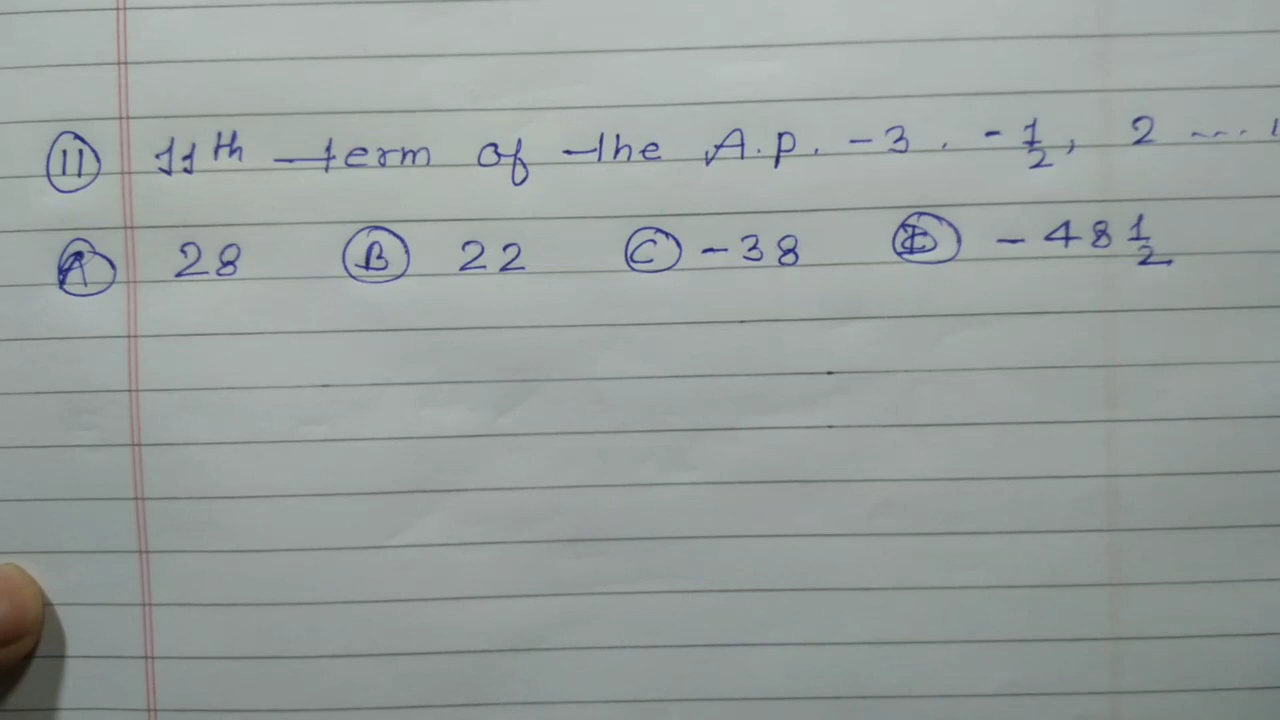 (11) 11th term of the A.P. -3, -1/2, 2 ....
(A) 28 (B) 22 (C) -38 (D) -48 1/2